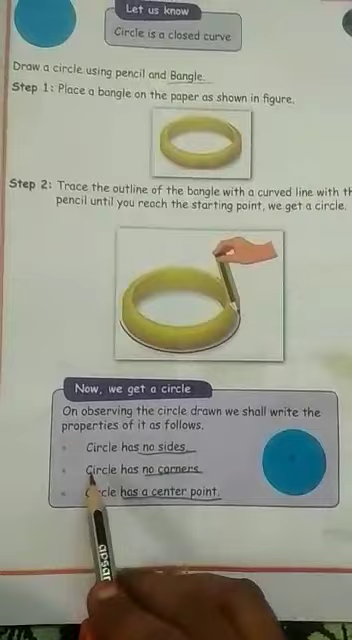 Let us know
Circle is a closed curve
Draw a circle using pencil and Bangle.
Step 1: Place a bangle on the paper as shown in figure.
Step 2: Trace the outline of the bangle with a curved line with th
pencil until you reach the starting point, we get a circle.
Now, we get a circle
On observing the circle drawn we shall write the
properties of it as follows.
Circle has no sides.
Circle has no corners
Circle has a center point.
apsara